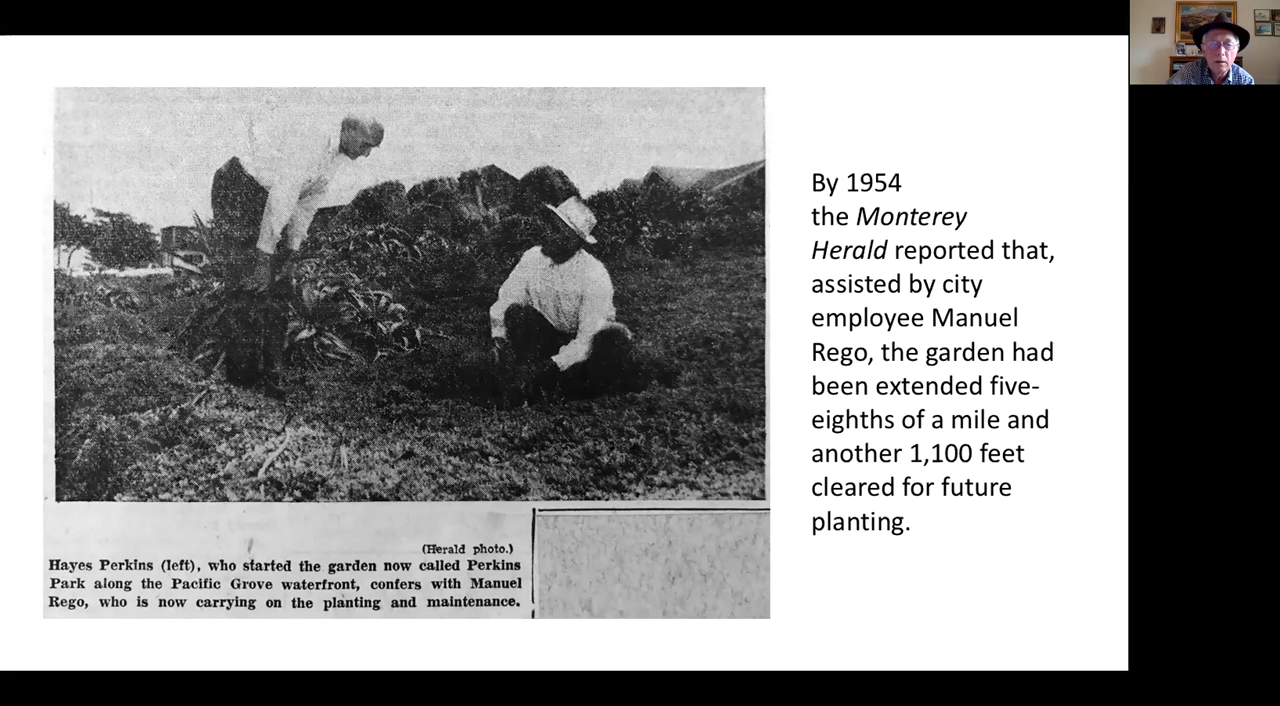 By 1954
the Monterey
Herald reported that,
assisted by city
employee Manuel
Rego, the garden had
been extended five-
eighths of a mile and
another 1,100 feet
cleared for future
planting.
(Herald photo.)
Hayes Perkins (left), who started the garden now called Perkins
Park along the Pacific Grove waterfront, confers with Manuel
Rego, who is now carrying on the planting and maintenance.